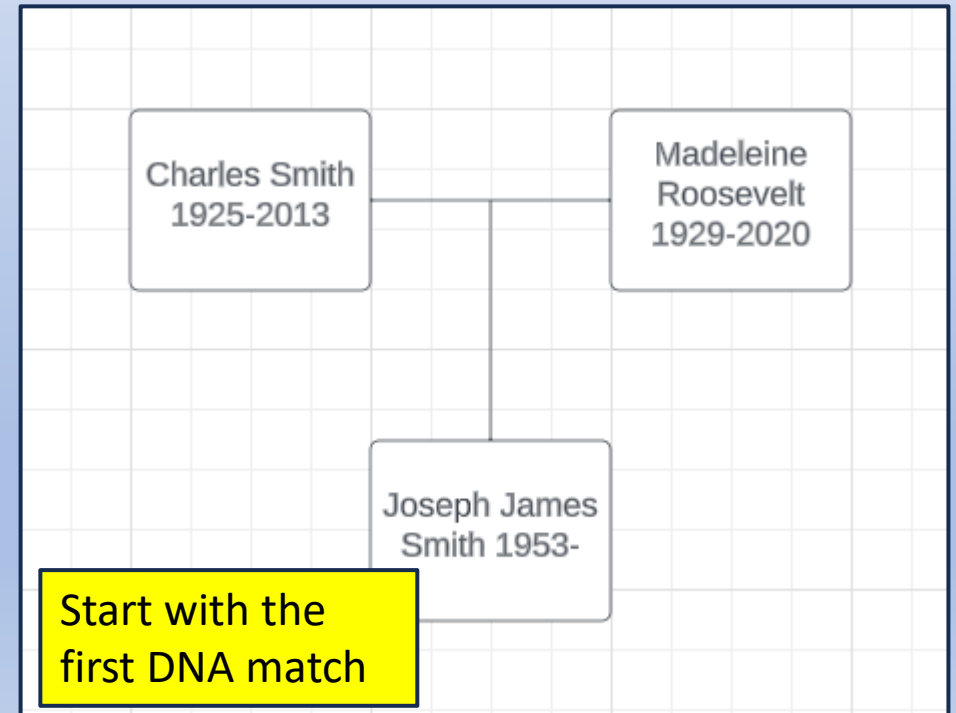 Charles Smith
1925-2013
Madeleine
Roosevelt
1929-2020
Joseph James
Smith 1953-
Start with the
first DNA match